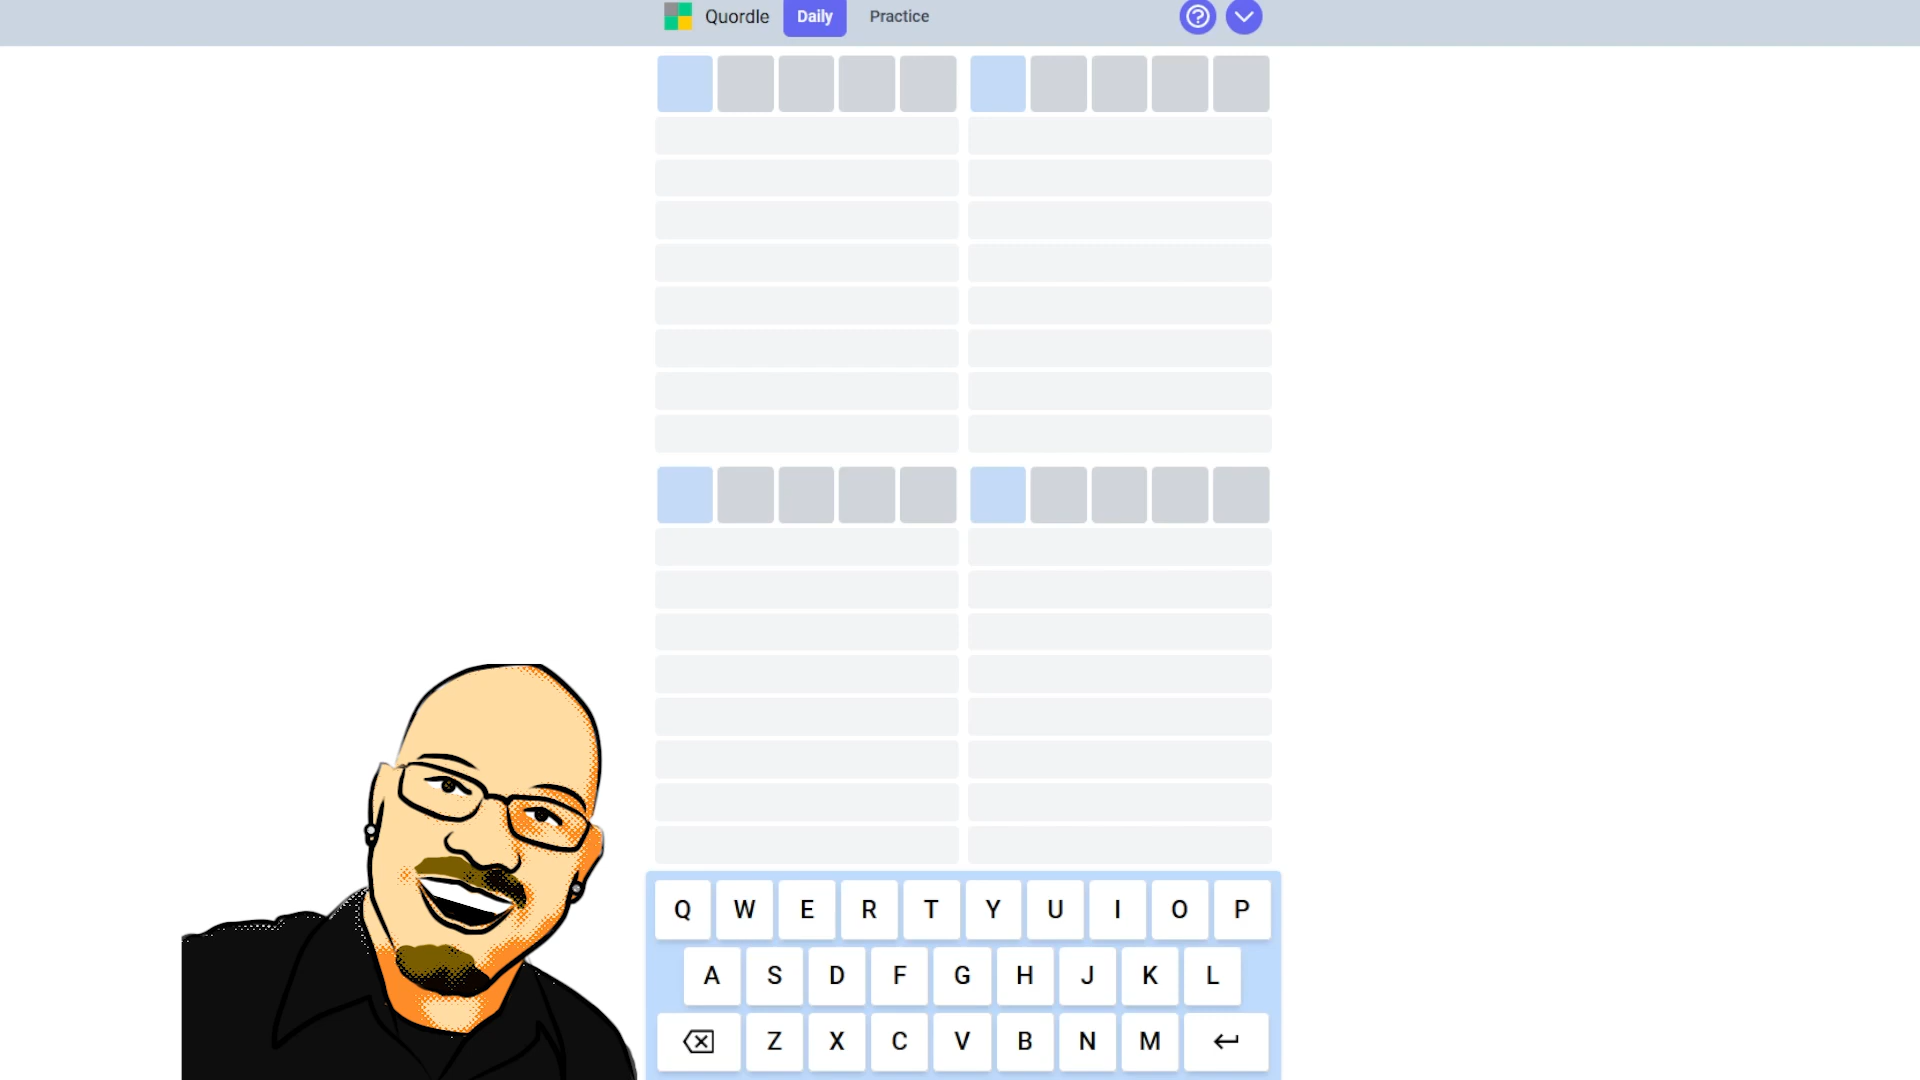 Quordle Daily Practice
Q W E R T Y U I O P
A S D F G H J K L
Z X C V B N M